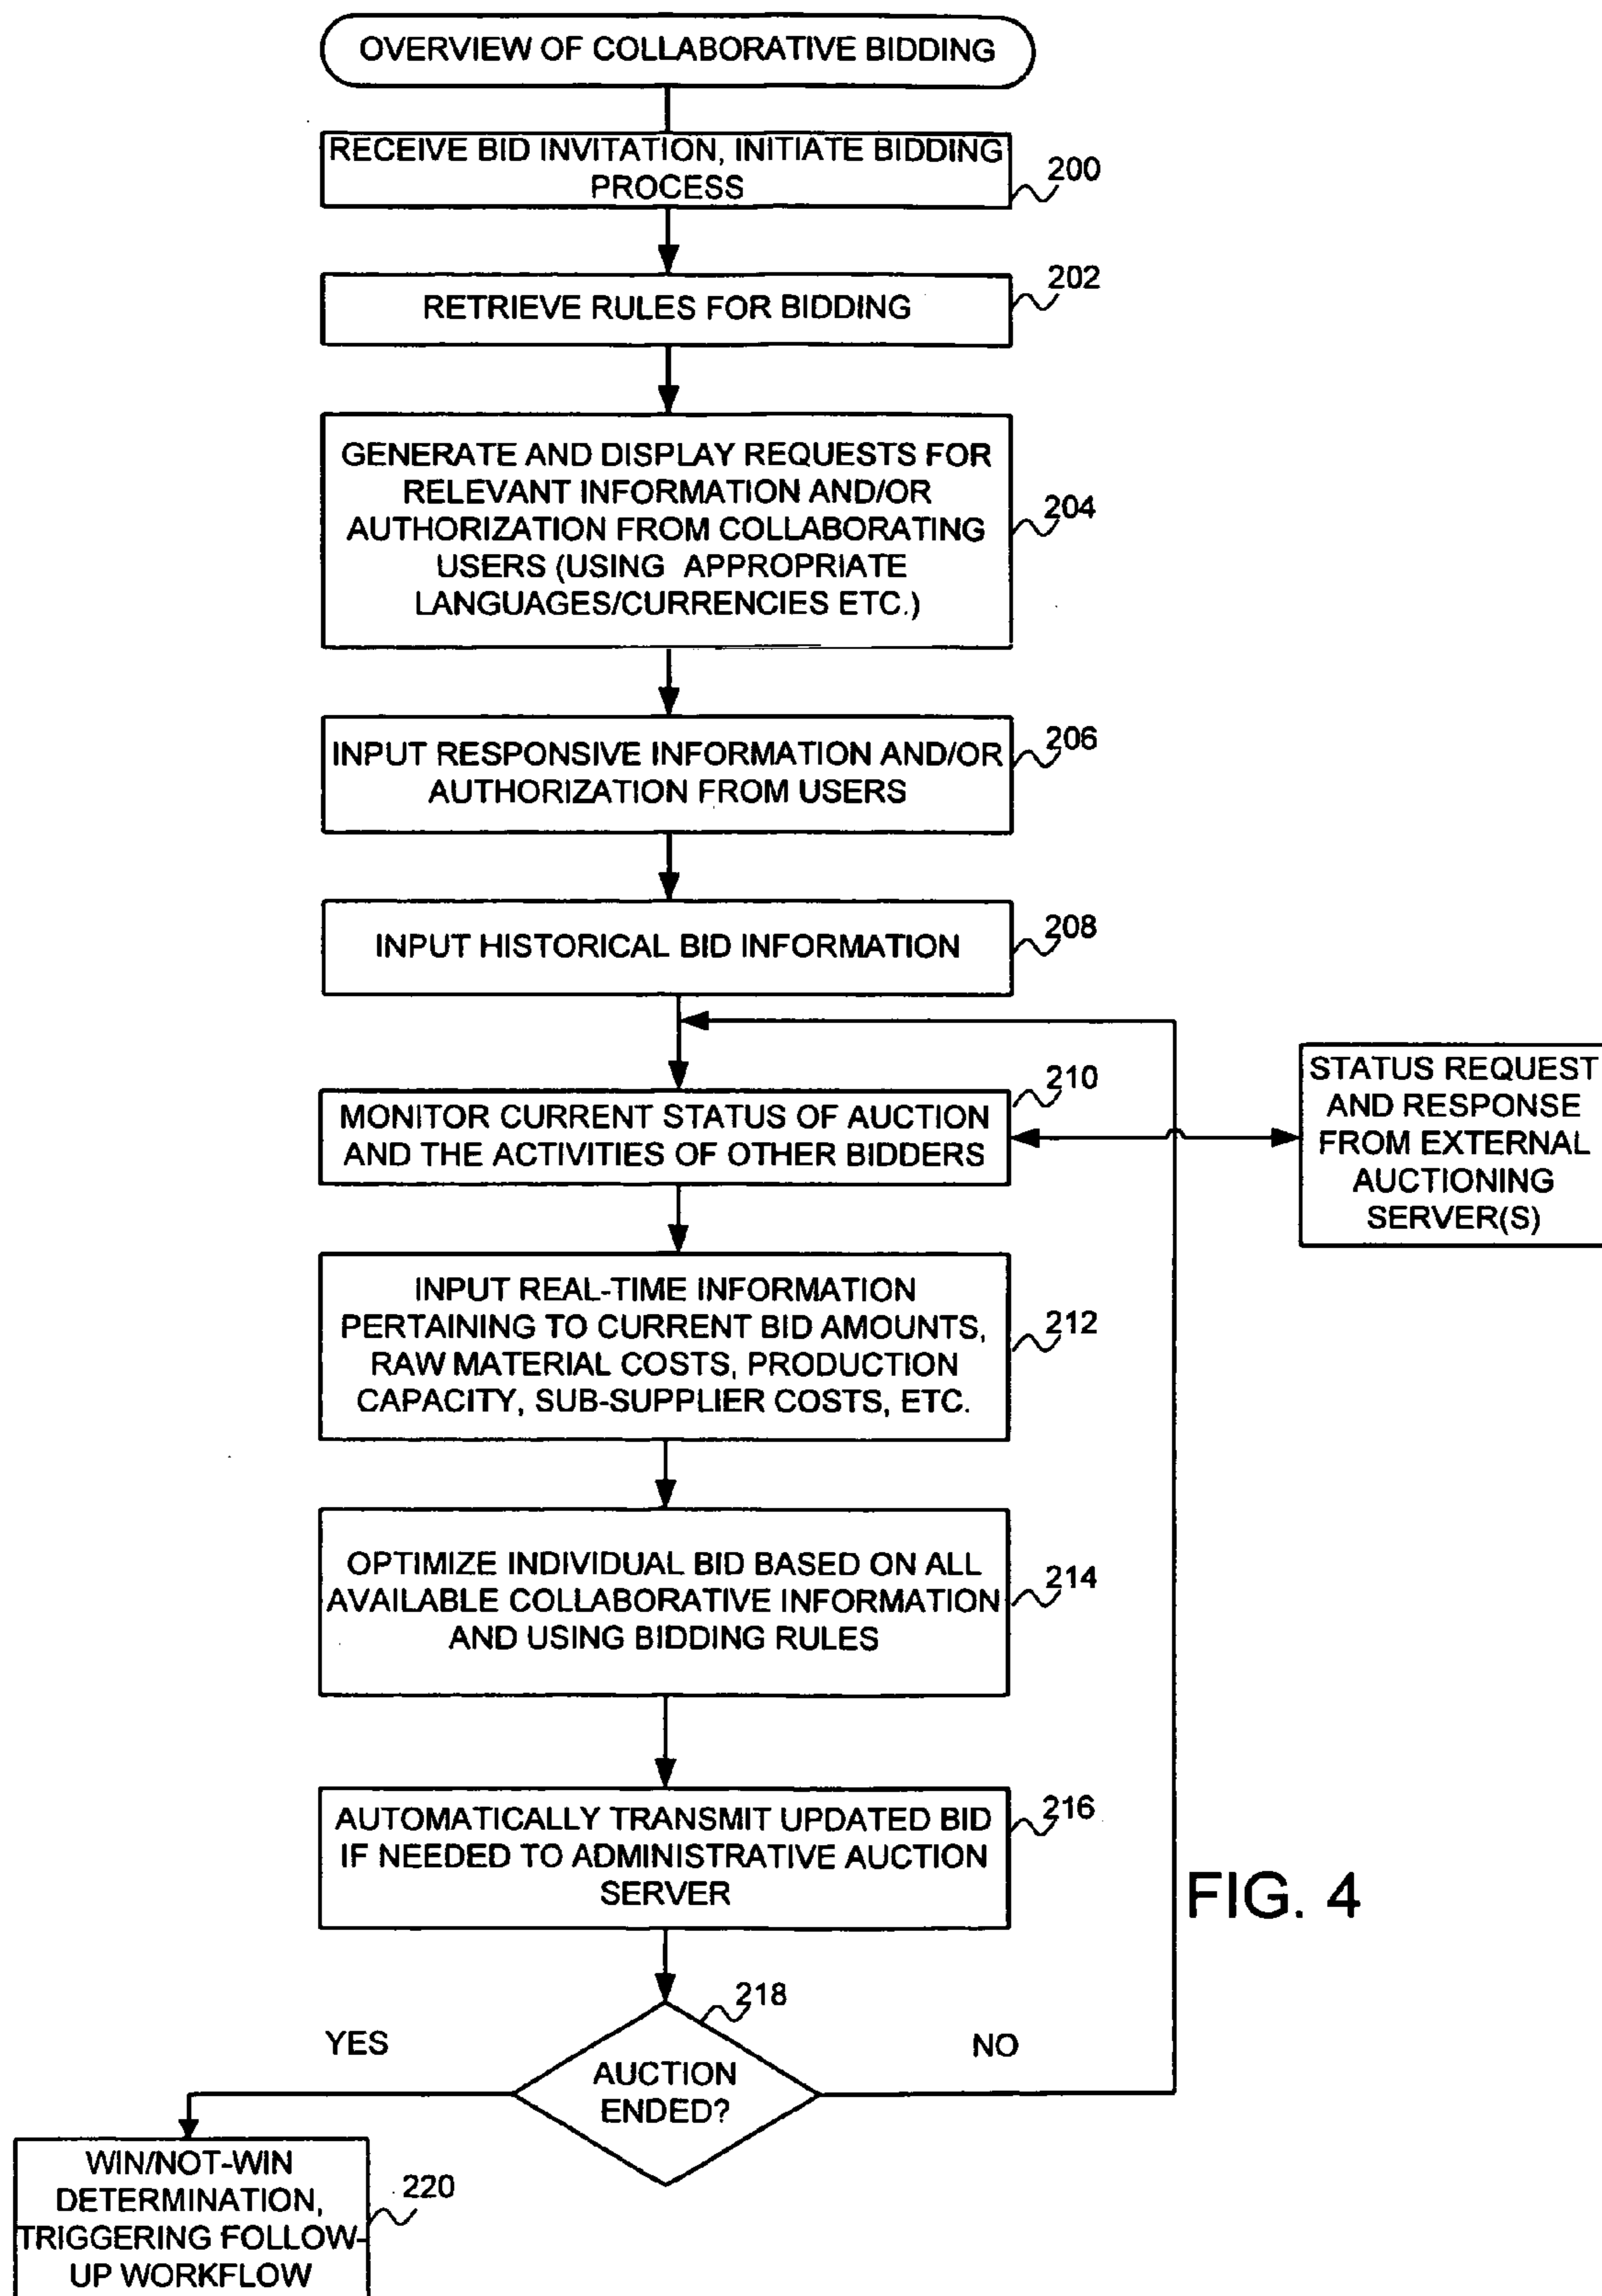 OVERVIEW OF COLLABORATIVE BIDDING
RECEIVE BID INVITATION, INITIATE BIDDING
PROCESS
200
RETRIEVE RULES FOR BIDDING
202
GENERATE AND DISPLAY REQUESTS FOR
RELEVANT INFORMATION AND/OR
AUTHORIZATION FROM COLLABORATING
USERS (USING APPROPRIATE
LANGUAGES/CURRENCIES ETC.)
204
INPUT RESPONSIVE INFORMATION AND/OR
AUTHORIZATION FROM USERS
206
INPUT HISTORICAL BID INFORMATION
208
MONITOR CURRENT STATUS OF AUCTION
AND THE ACTIVITIES OF OTHER BIDDERS
210
STATUS REQUEST
AND RESPONSE
FROM EXTERNAL
AUCTIONING
SERVER(S)
INPUT REAL-TIME INFORMATION
PERTAINING TO CURRENT BID AMOUNTS,
RAW MATERIAL COSTS, PRODUCTION
CAPACITY, SUB-SUPPLIER COSTS, ETC.
212
OPTIMIZE INDIVIDUAL BID BASED ON ALL
AVAILABLE COLLABORATIVE INFORMATION
AND USING BIDDING RULES
214
AUTOMATICALLY TRANSMIT UPDATED BID
IF NEEDED TO ADMINISTRATIVE AUCTION
SERVER
216
FIG. 4
218
YES
NO
AUCTION
ENDED?
WIN/NOT-WIN
DETERMINATION,
TRIGGERING FOLLOW-
UP WORKFLOW
220